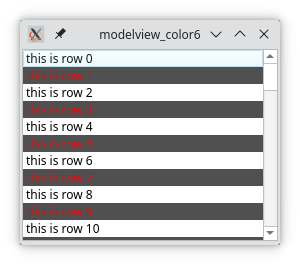 modelview_color6
this is row 0
this is row 1
this is row 2
this is row 3
this is row 4
this is row 5
this is row 6
this is row 7
this is row 8
this is row 9
this is row 10